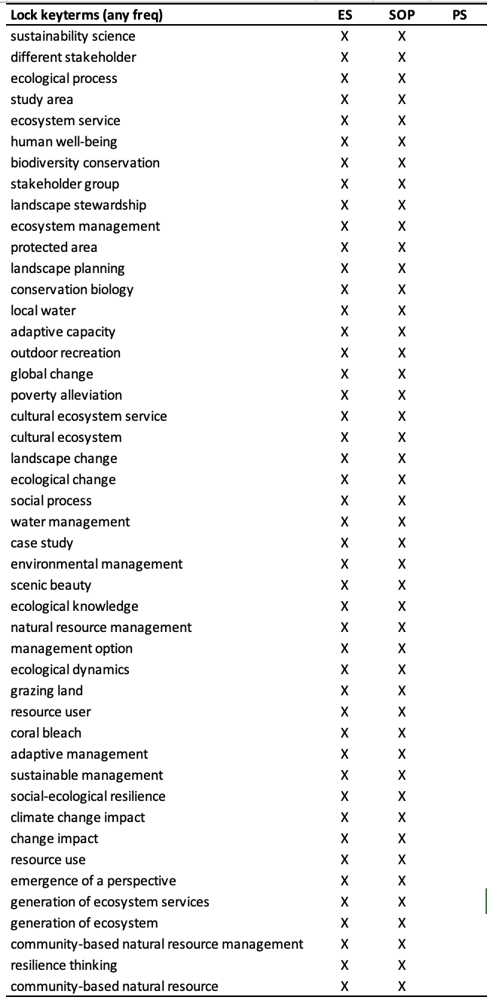 Lock keyterms (any freq) ES SOP PS
sustainability science X X
different stakeholder X X
ecological process X X
study area X X
ecosystem service X X
human well-being X X
biodiversity conservation X X
stakeholder group X X
landscape stewardship X X
ecosystem management X X
protected area X X
landscape planning X X
conservation biology X X
local water X X
adaptive capacity X X
outdoor recreation X X
global change X X
poverty alleviation X X
cultural ecosystem service X X
cultural ecosystem X X
landscape change X X
ecological change X X
social process X X
water management X X
case study X X
environmental management X X
scenic beauty X X
ecological knowledge X X
natural resource management X X
management option X X
ecological dynamics X X
grazing land X X
resource user X X
coral bleach X X
adaptive management X X
sustainable management X X
social-ecological resilience X X
climate change impact X X
change impact X X
resource use X X
emergence of a perspective X X
generation of ecosystem services X X
generation of ecosystem X X
community-based natural resource management X X
resilience thinking X X
community-based natural resource X X